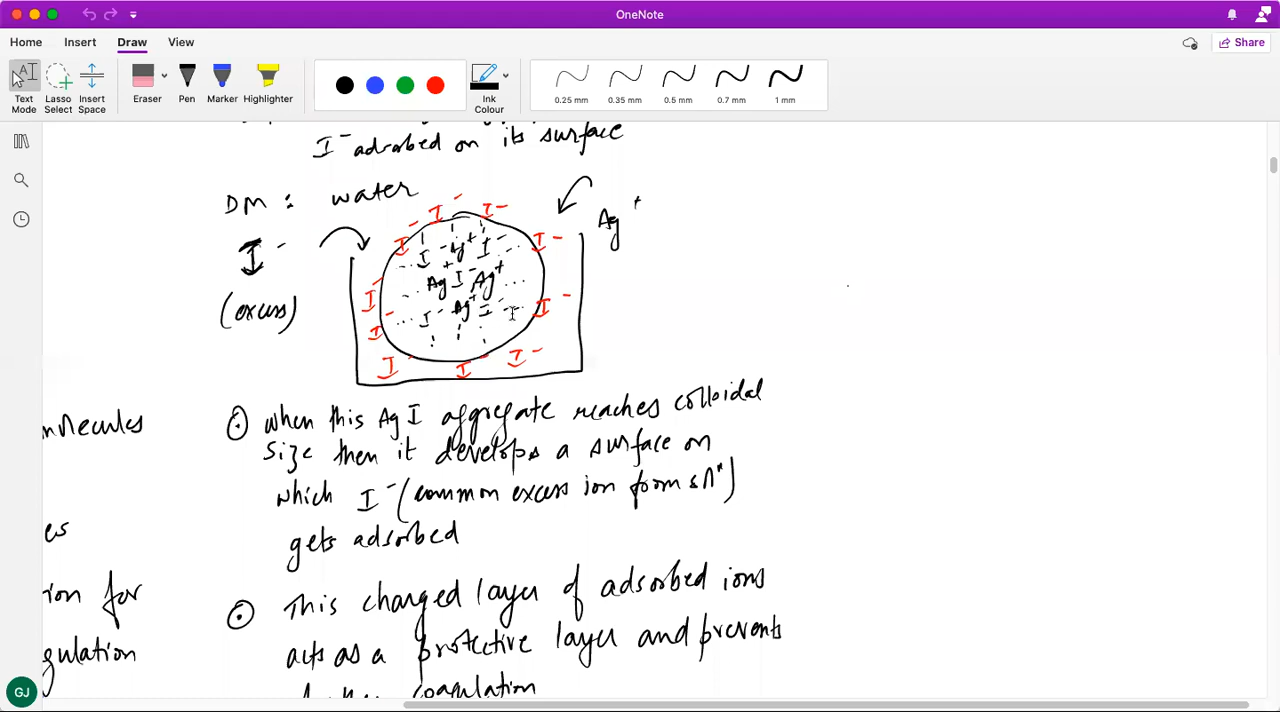 OneNote
Home Insert Draw View
Share
Text Mode
Lasso Select
Insert Space
Eraser
Pen
Marker
Highlighter
Ink Colour
0.25 mm
0.35 mm
0.5 mm
0.7 mm
1 mm
I⁻ adsorbed on its surface
DM : water
I⁻
(excess)
Ag⁺
I⁻ I⁻ I⁻ I⁻ I⁻ I⁻ I⁻ I⁻ I⁻ I⁻
I⁻ Ag⁺ I⁻
Ag⁺ I⁻ Ag⁺
I⁻ Ag⁺ I⁻
⊙ when this AgI aggregate reaches colloidal
size then it develops a surface on
which I⁻ (common excess ion from slⁿ)
gets adsorbed
⊙ This charged layer of adsorbed ions
acts as a protective layer and prevents
coagulation
molecules
es
ion for
gulation
GJ